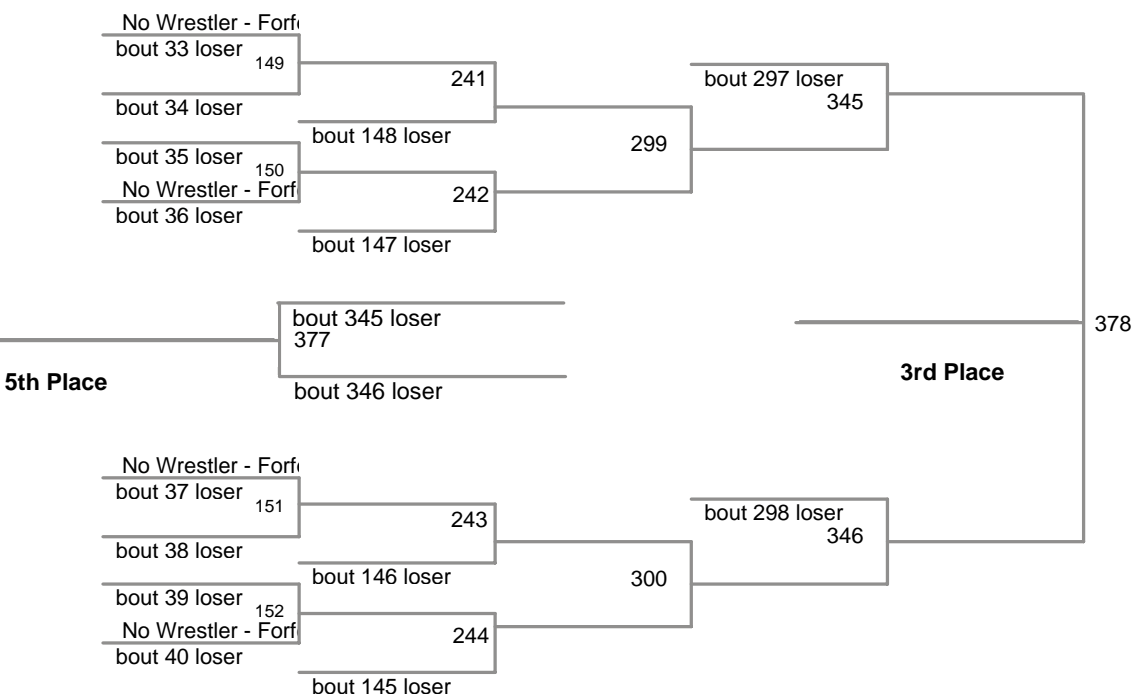 No Wrestler - Forf
bout 33 loser
149
241
bout 297 loser
345
bout 34 loser
bout 148 loser
299
bout 35 loser
150
No Wrestler - Forf
242
bout 36 loser
bout 147 loser
bout 345 loser
377
378
5th Place
bout 346 loser
3rd Place
No Wrestler - Forf
bout 37 loser
151
243
bout 298 loser
346
bout 38 loser
bout 146 loser
300
bout 39 loser
152
No Wrestler - Forf
244
bout 40 loser
bout 145 loser